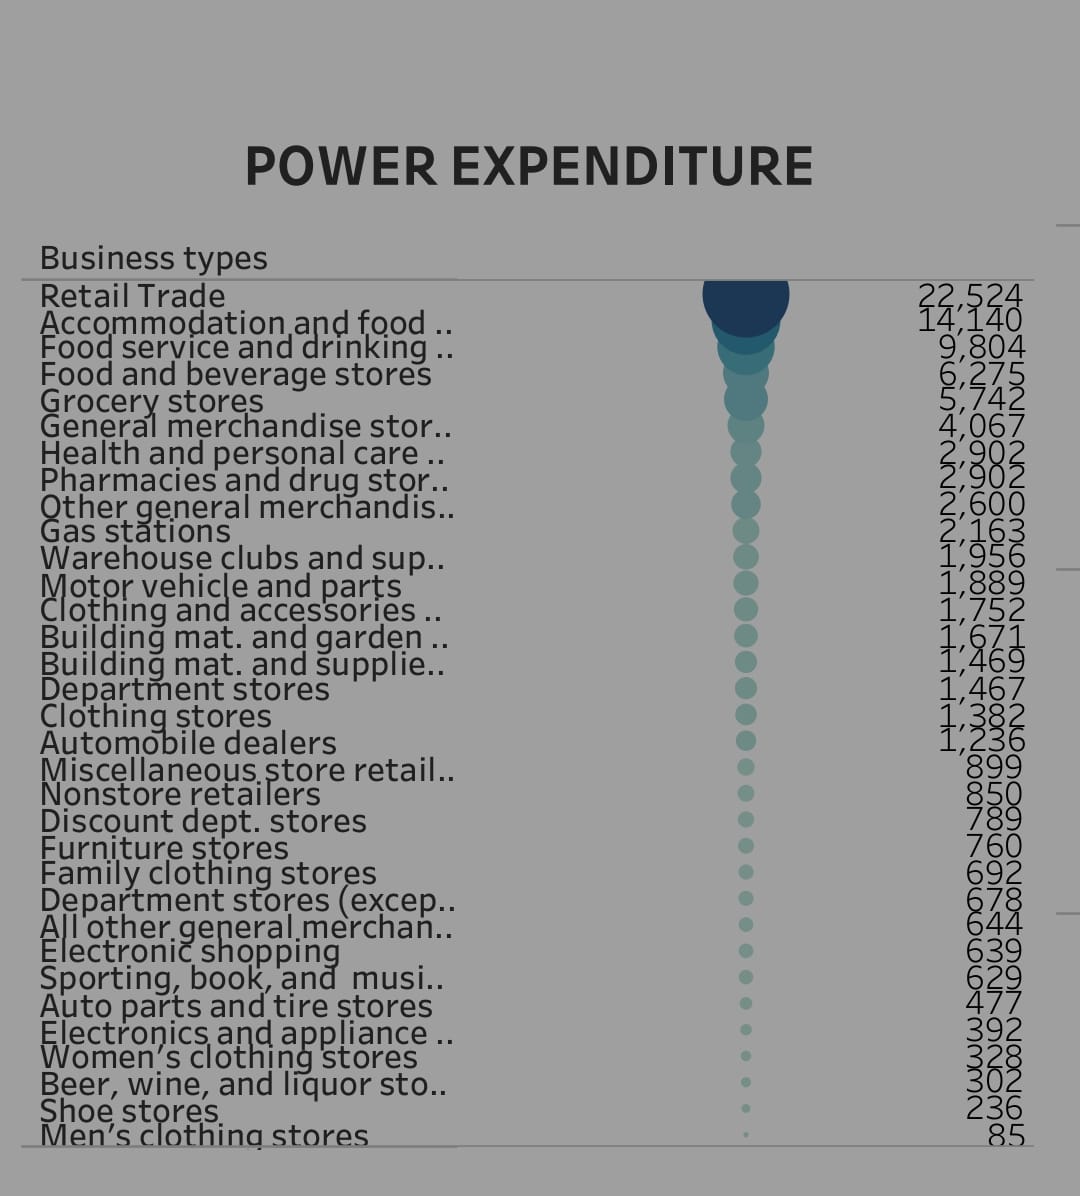 POWER EXPENDITURE
Business types
Retail Trade 22,524
Accommodation and food .. 14,140
Food service and drinking .. 9,804
Food and beverage stores 6,275
Grocery stores 5,742
General merchandise stor.. 4,067
Health and personal care .. 2,902
Pharmacies and drug stor.. 2,902
Other general merchandis.. 2,600
Gas stations 2,163
Warehouse clubs and sup.. 1,956
Motor vehicle and parts 1,889
Clothing and accessories .. 1,752
Building mat. and garden .. 1,671
Building mat. and supplie.. 1,469
Department stores 1,467
Clothing stores 1,382
Automobile dealers 1,236
Miscellaneous store retail.. 899
Nonstore retailers 850
Discount dept. stores 789
Furniture stores 760
Family clothing stores 692
Department stores (excep.. 678
All other general merchan.. 644
Electronic shopping 639
Sporting, book, and musi.. 629
Auto parts and tire stores 477
Electronics and appliance .. 392
Women's clothing stores 328
Beer, wine, and liquor sto.. 302
Shoe stores 236
Men's clothing stores 85